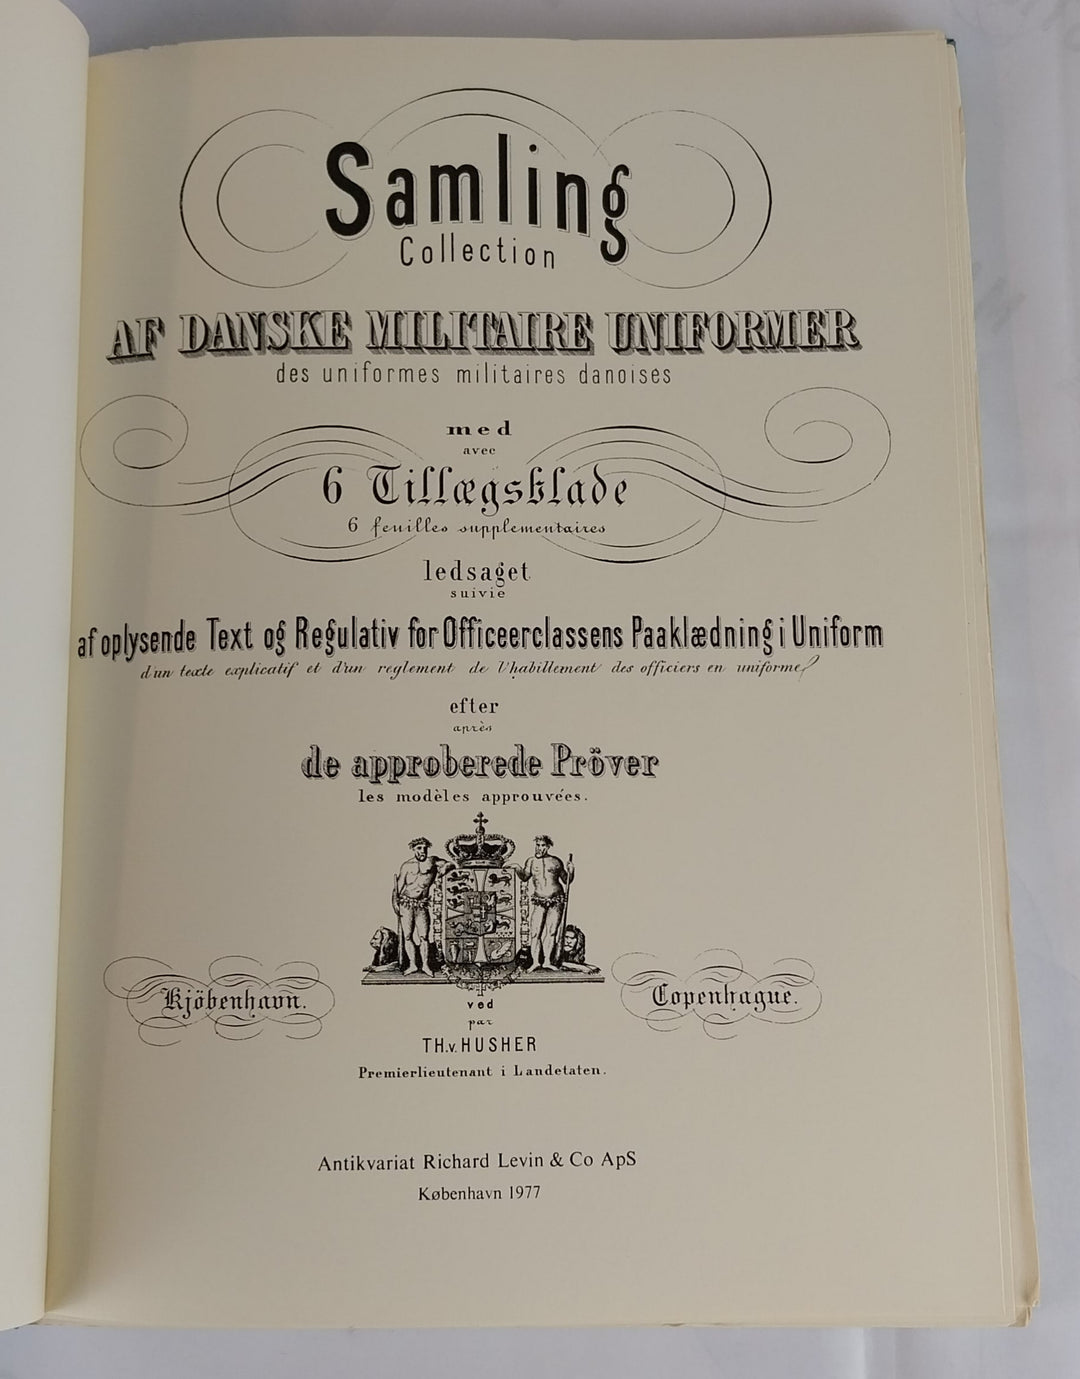 Samling
Collection
AF DANSKE MILITAIRE UNIFORMER
des uniformes militaires danoises
med
avec
6 Tillægsblade
6 feuilles supplementaires
ledsaget
suivie
af oplysende Text og Regulativ for Officeerclassens Paaklædning i Uniform
d'un texte explicatif et d'un reglement de l'habillement des officiers en uniforme
efter
après
de approberede Pröver
les modèles approuvées.
Kjöbenhavn. Copenhague.
ved
par
TH.v. HUSHER
Premierlieutenant i Landetaten.
Antikvariat Richard Levin & Co ApS
København 1977